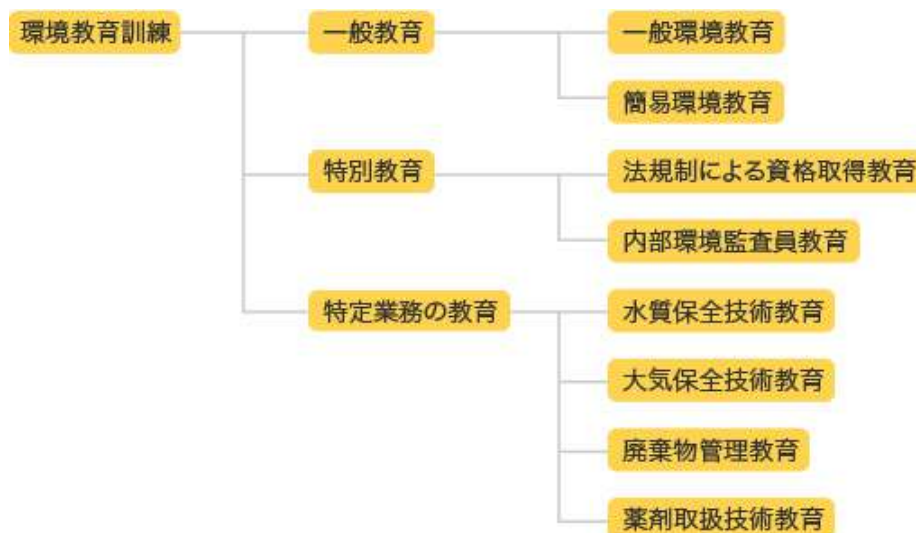 環境教育訓練
一般教育
一般環境教育
簡易環境教育
特別教育
法規制による資格取得教育
内部環境監査員教育
特定業務の教育
水質保全技術教育
大気保全技術教育
廃棄物管理教育
薬剤取扱技術教育